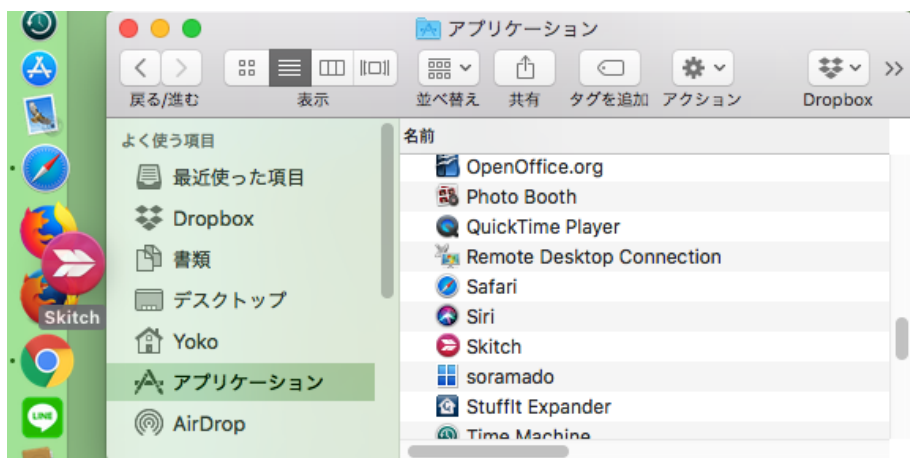 アプリケーション
戻る/進む
表示
並べ替え
共有
タグを追加
アクション
Dropbox
よく使う項目
最近使った項目
Dropbox
書類
デスクトップ
Yoko
アプリケーション
AirDrop
名前
OpenOffice.org
Photo Booth
QuickTime Player
Remote Desktop Connection
Safari
Siri
Skitch
soramado
StuffIt Expander
Time Machine
Skitch
LINE